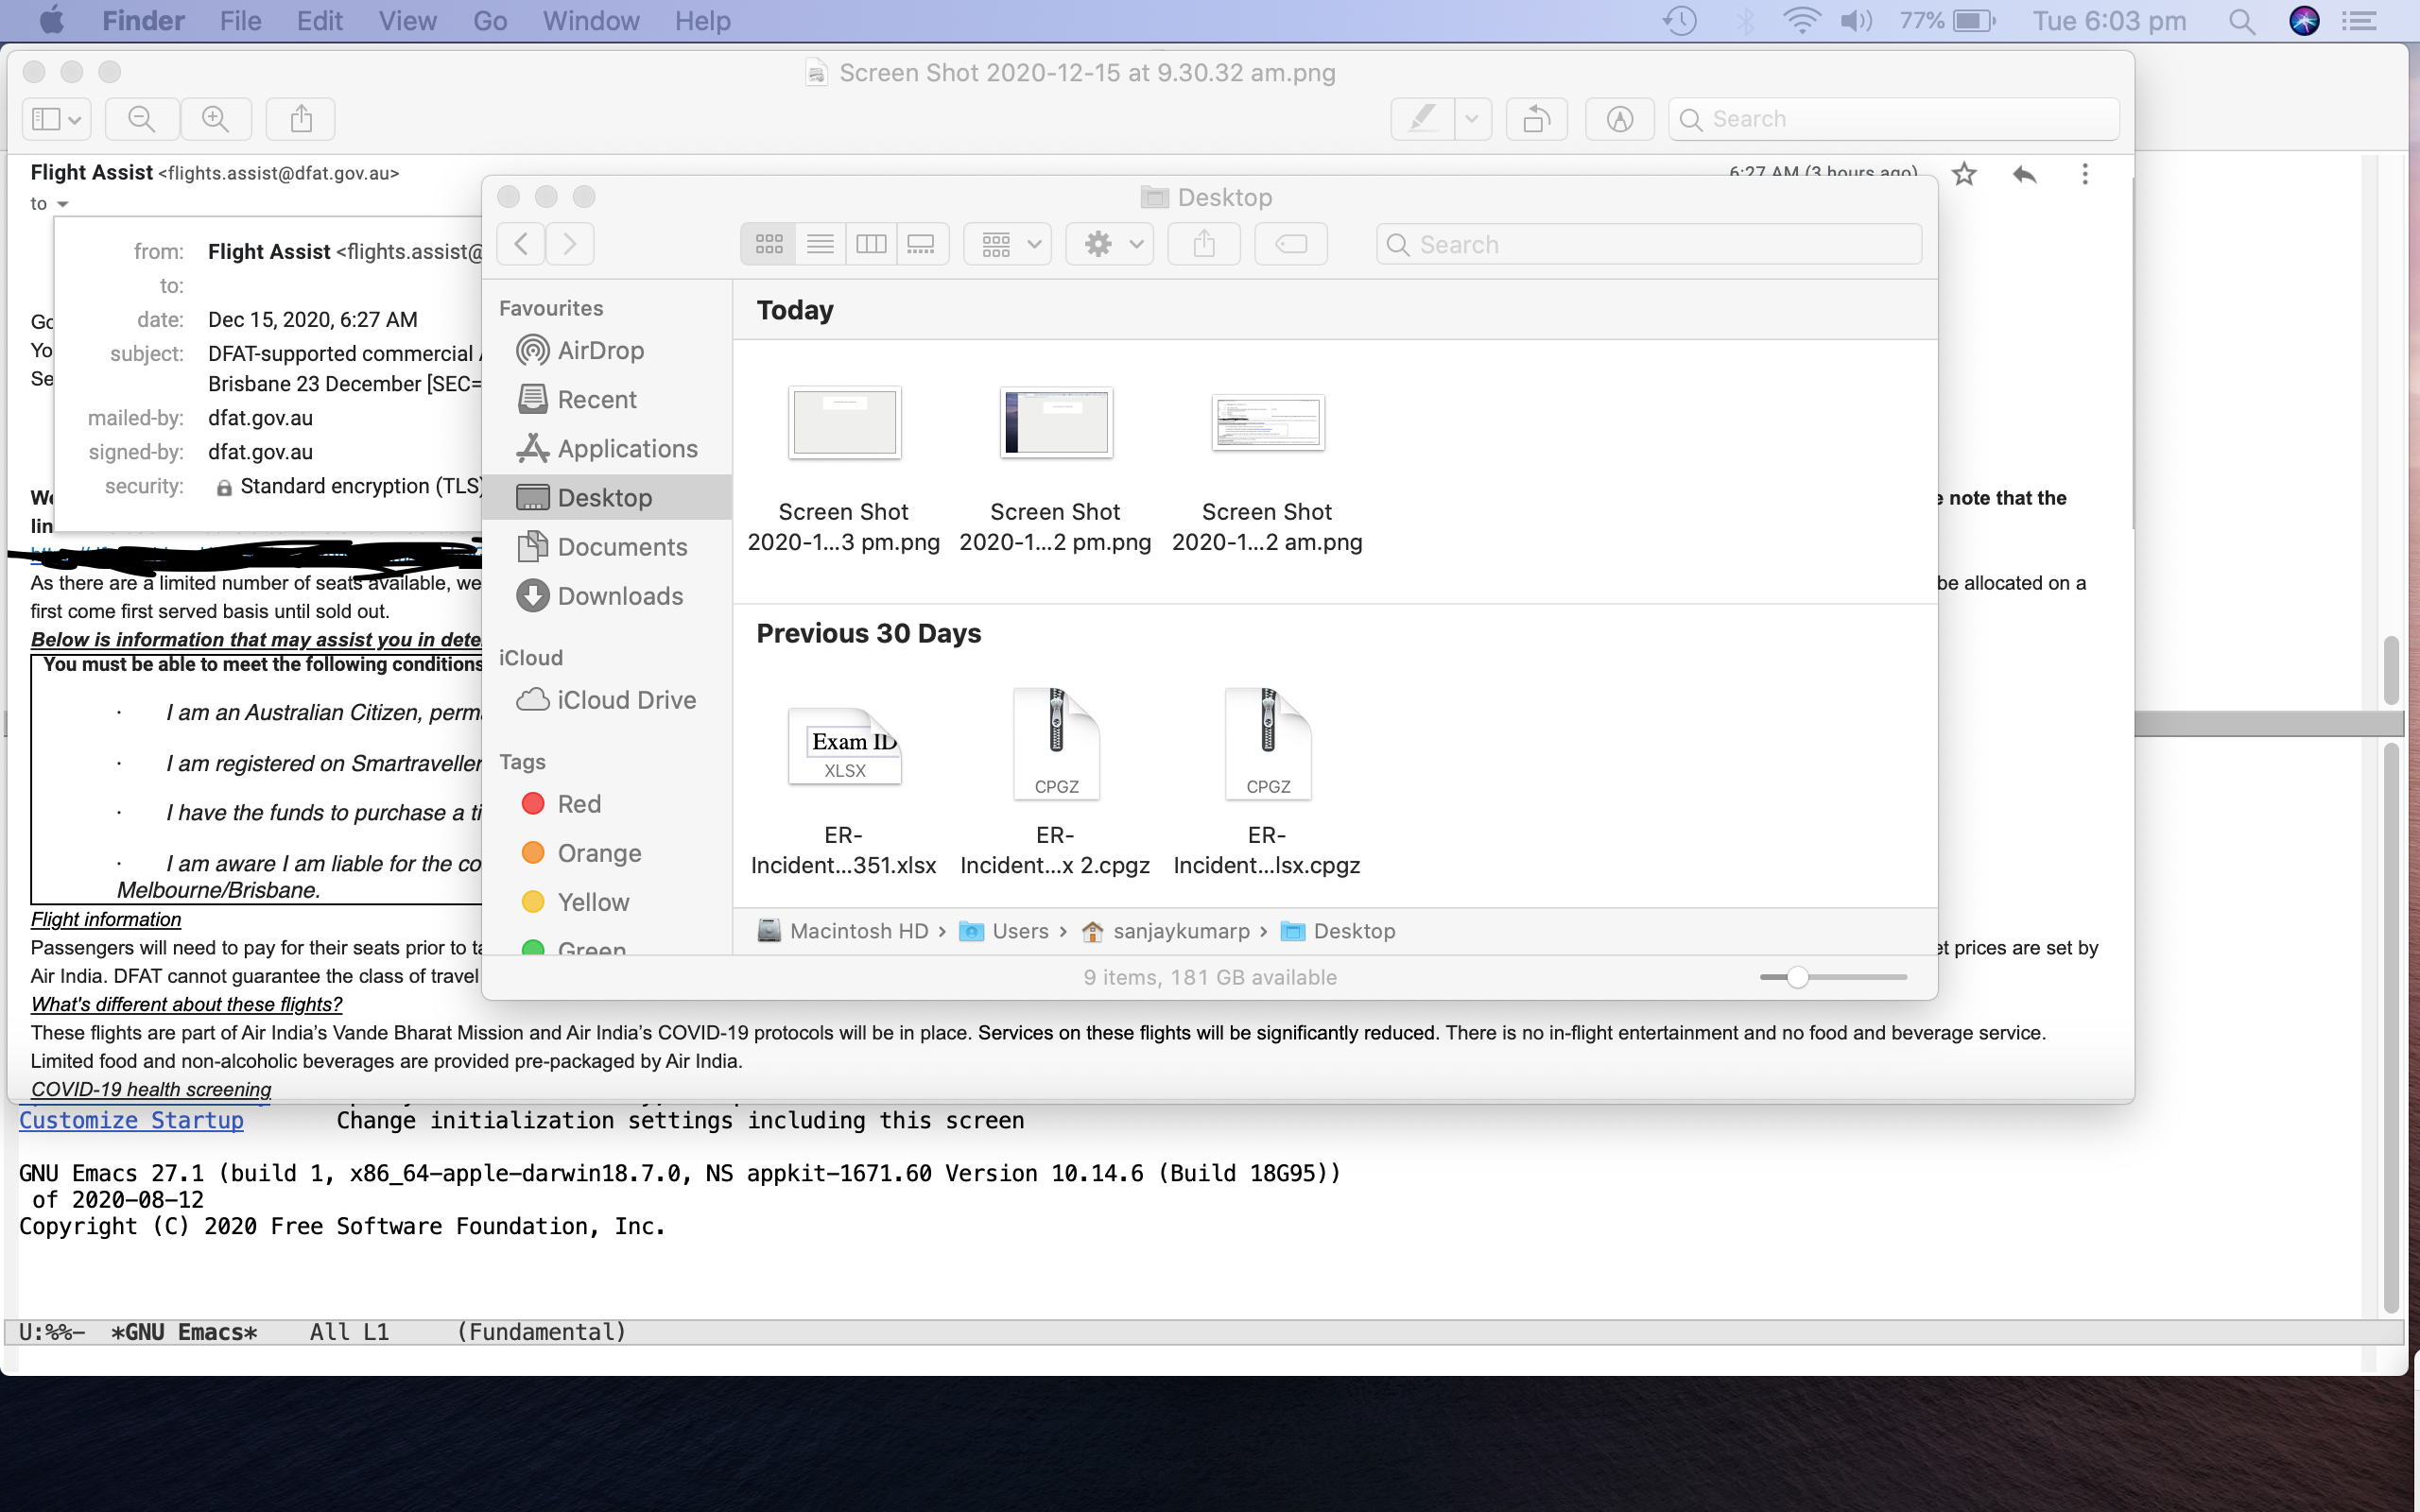 Finder File Edit View Go Window Help 77% Tue 6:03 pm
Screen Shot 2020-12-15 at 9.30.32 am.png
Search
Flight Assist <flights.assist@dfat.gov.au>
6:27 AM (3 hours ago)
to
from: Flight Assist <flights.assist@
to:
date: Dec 15, 2020, 6:27 AM
subject: DFAT-supported commercial
Brisbane 23 December [SEC=
mailed-by: dfat.gov.au
signed-by: dfat.gov.au
security: Standard encryption (TLS)
e note that the
As there are a limited number of seats available, we
be allocated on a
first come first served basis until sold out.
Below is information that may assist you in dete
You must be able to meet the following conditions
· I am an Australian Citizen, perma
· I am registered on Smartraveller
· I have the funds to purchase a ti
· I am aware I am liable for the co
Melbourne/Brisbane.
Flight information
Passengers will need to pay for their seats prior to ta
et prices are set by
Air India. DFAT cannot guarantee the class of travel
What's different about these flights?
These flights are part of Air India’s Vande Bharat Mission and Air India’s COVID-19 protocols will be in place. Services on these flights will be significantly reduced. There is no in-flight entertainment and no food and beverage service.
Limited food and non-alcoholic beverages are provided pre-packaged by Air India.
COVID-19 health screening
Desktop
Search
Favourites
AirDrop
Recent
Applications
Desktop
Documents
Downloads
iCloud
iCloud Drive
Tags
Red
Orange
Yellow
Green
Today
Screen Shot
2020-1...3 pm.png
Screen Shot
2020-1...2 pm.png
Screen Shot
2020-1...2 am.png
Previous 30 Days
Exam ID
XLSX
ER-
Incident...351.xlsx
CPGZ
ER-
Incident...x 2.cpgz
CPGZ
ER-
Incident...lsx.cpgz
Macintosh HD › Users › sanjaykumarp › Desktop
9 items, 181 GB available
Customize Startup Change initialization settings including this screen
GNU Emacs 27.1 (build 1, x86_64-apple-darwin18.7.0, NS appkit-1671.60 Version 10.14.6 (Build 18G95))
of 2020-08-12
Copyright (C) 2020 Free Software Foundation, Inc.
U:%%- *GNU Emacs* All L1 (Fundamental)